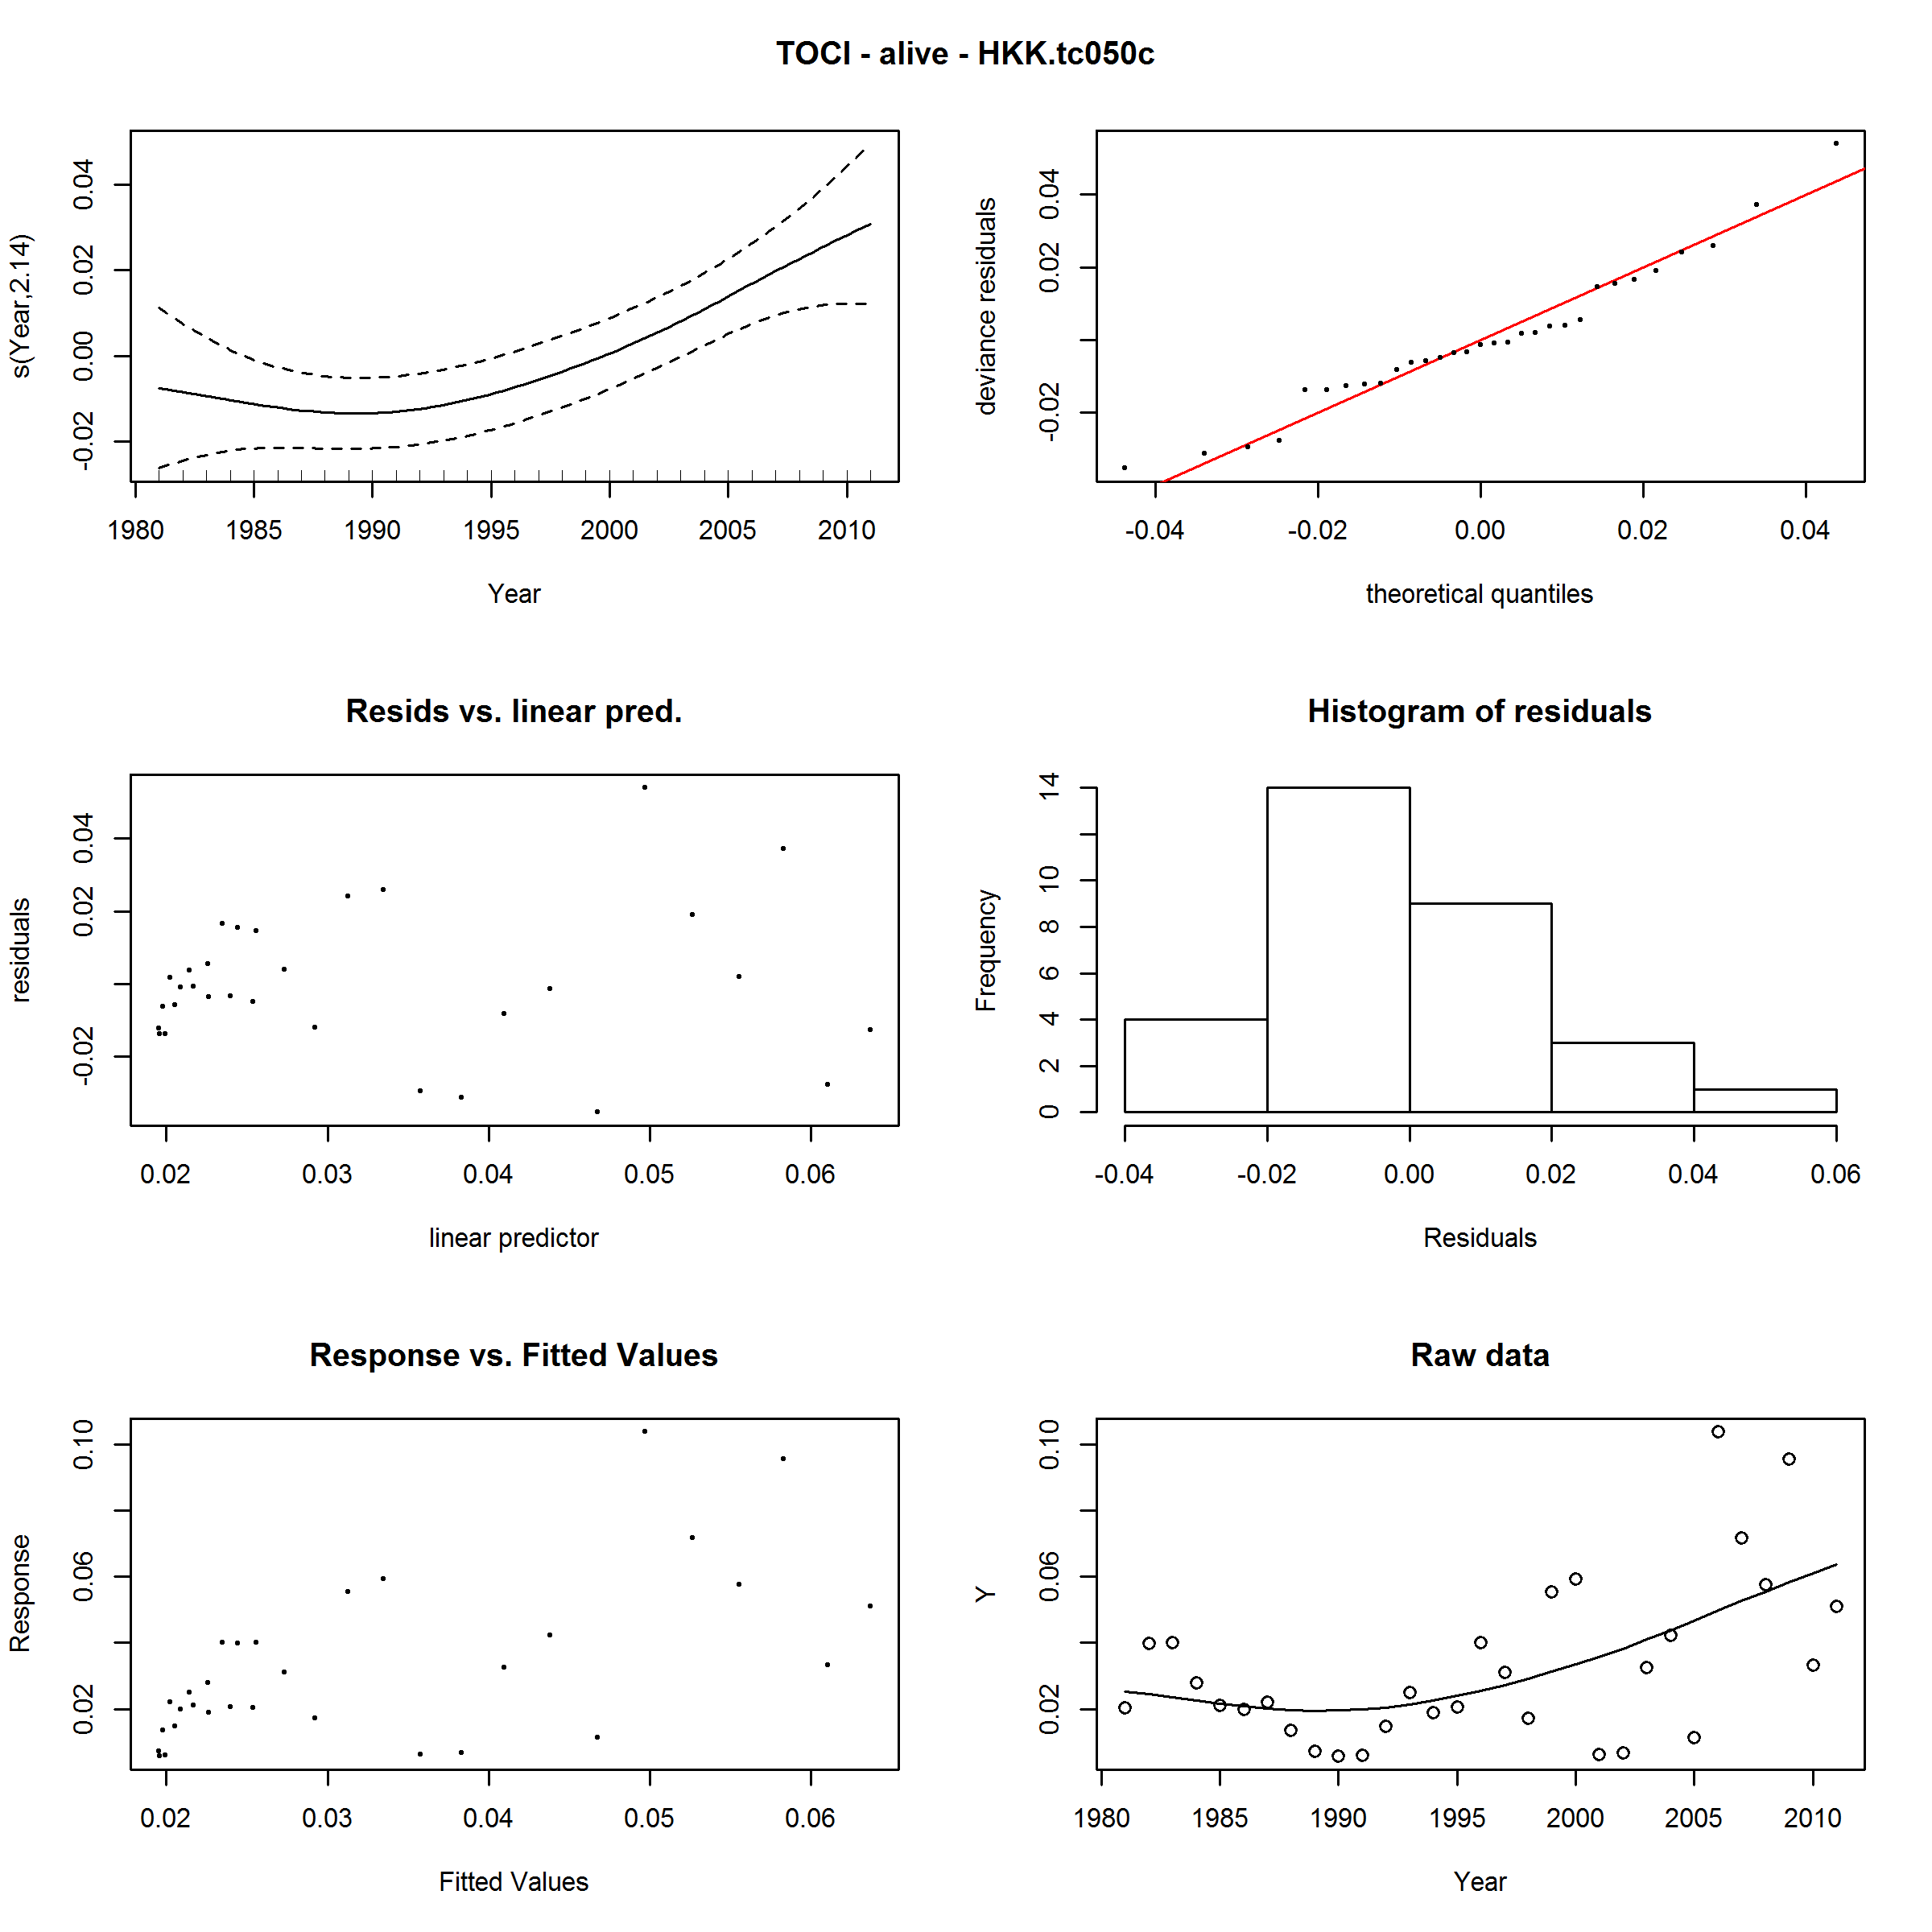 TOCI - alive - HKK.tc050c
s(Year,2.14)
-0.02 0.00 0.02 0.04
1980 1985 1990 1995 2000 2005 2010
Year
deviance residuals
-0.02 0.02 0.04
-0.04 -0.02 0.00 0.02 0.04
theoretical quantiles
Resids vs. linear pred.
residuals
-0.02 0.02 0.04
0.02 0.03 0.04 0.05 0.06
linear predictor
Histogram of residuals
Frequency
0 2 4 6 8 10 14
-0.04 -0.02 0.00 0.02 0.04 0.06
Residuals
Response vs. Fitted Values
Response
0.02 0.06 0.10
0.02 0.03 0.04 0.05 0.06
Fitted Values
Raw data
Y
0.02 0.06 0.10
1980 1985 1990 1995 2000 2005 2010
Year